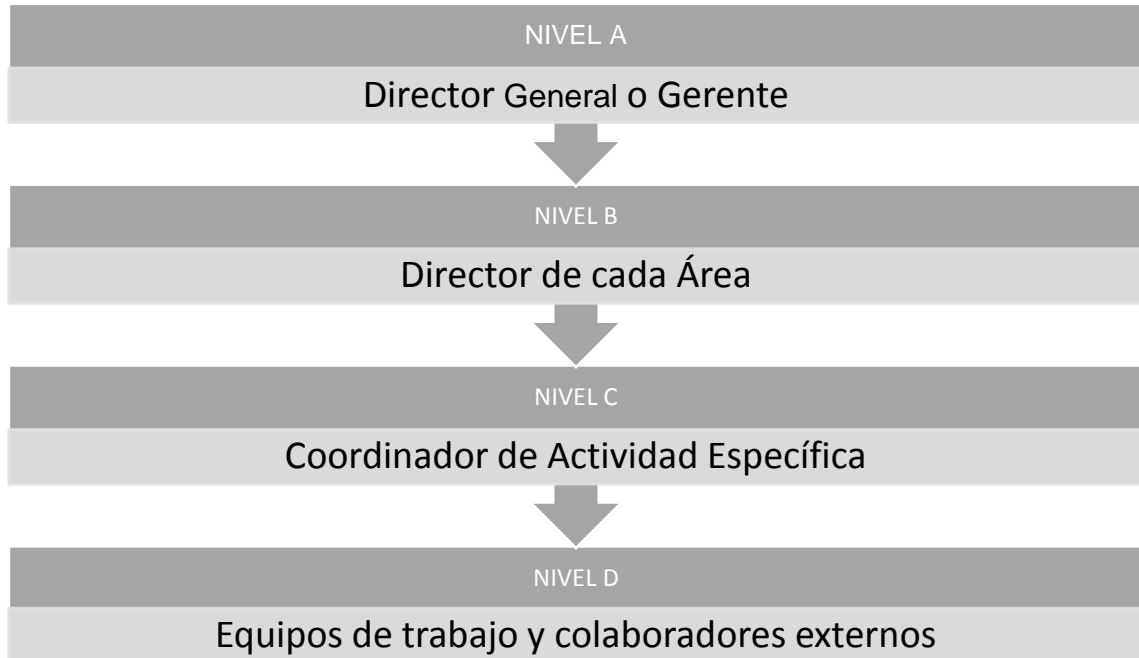 NIVEL A
Director General o Gerente
NIVEL B
Director de cada Área
NIVEL C
Coordinador de Actividad Específica
NIVEL D
Equipos de trabajo y colaboradores externos